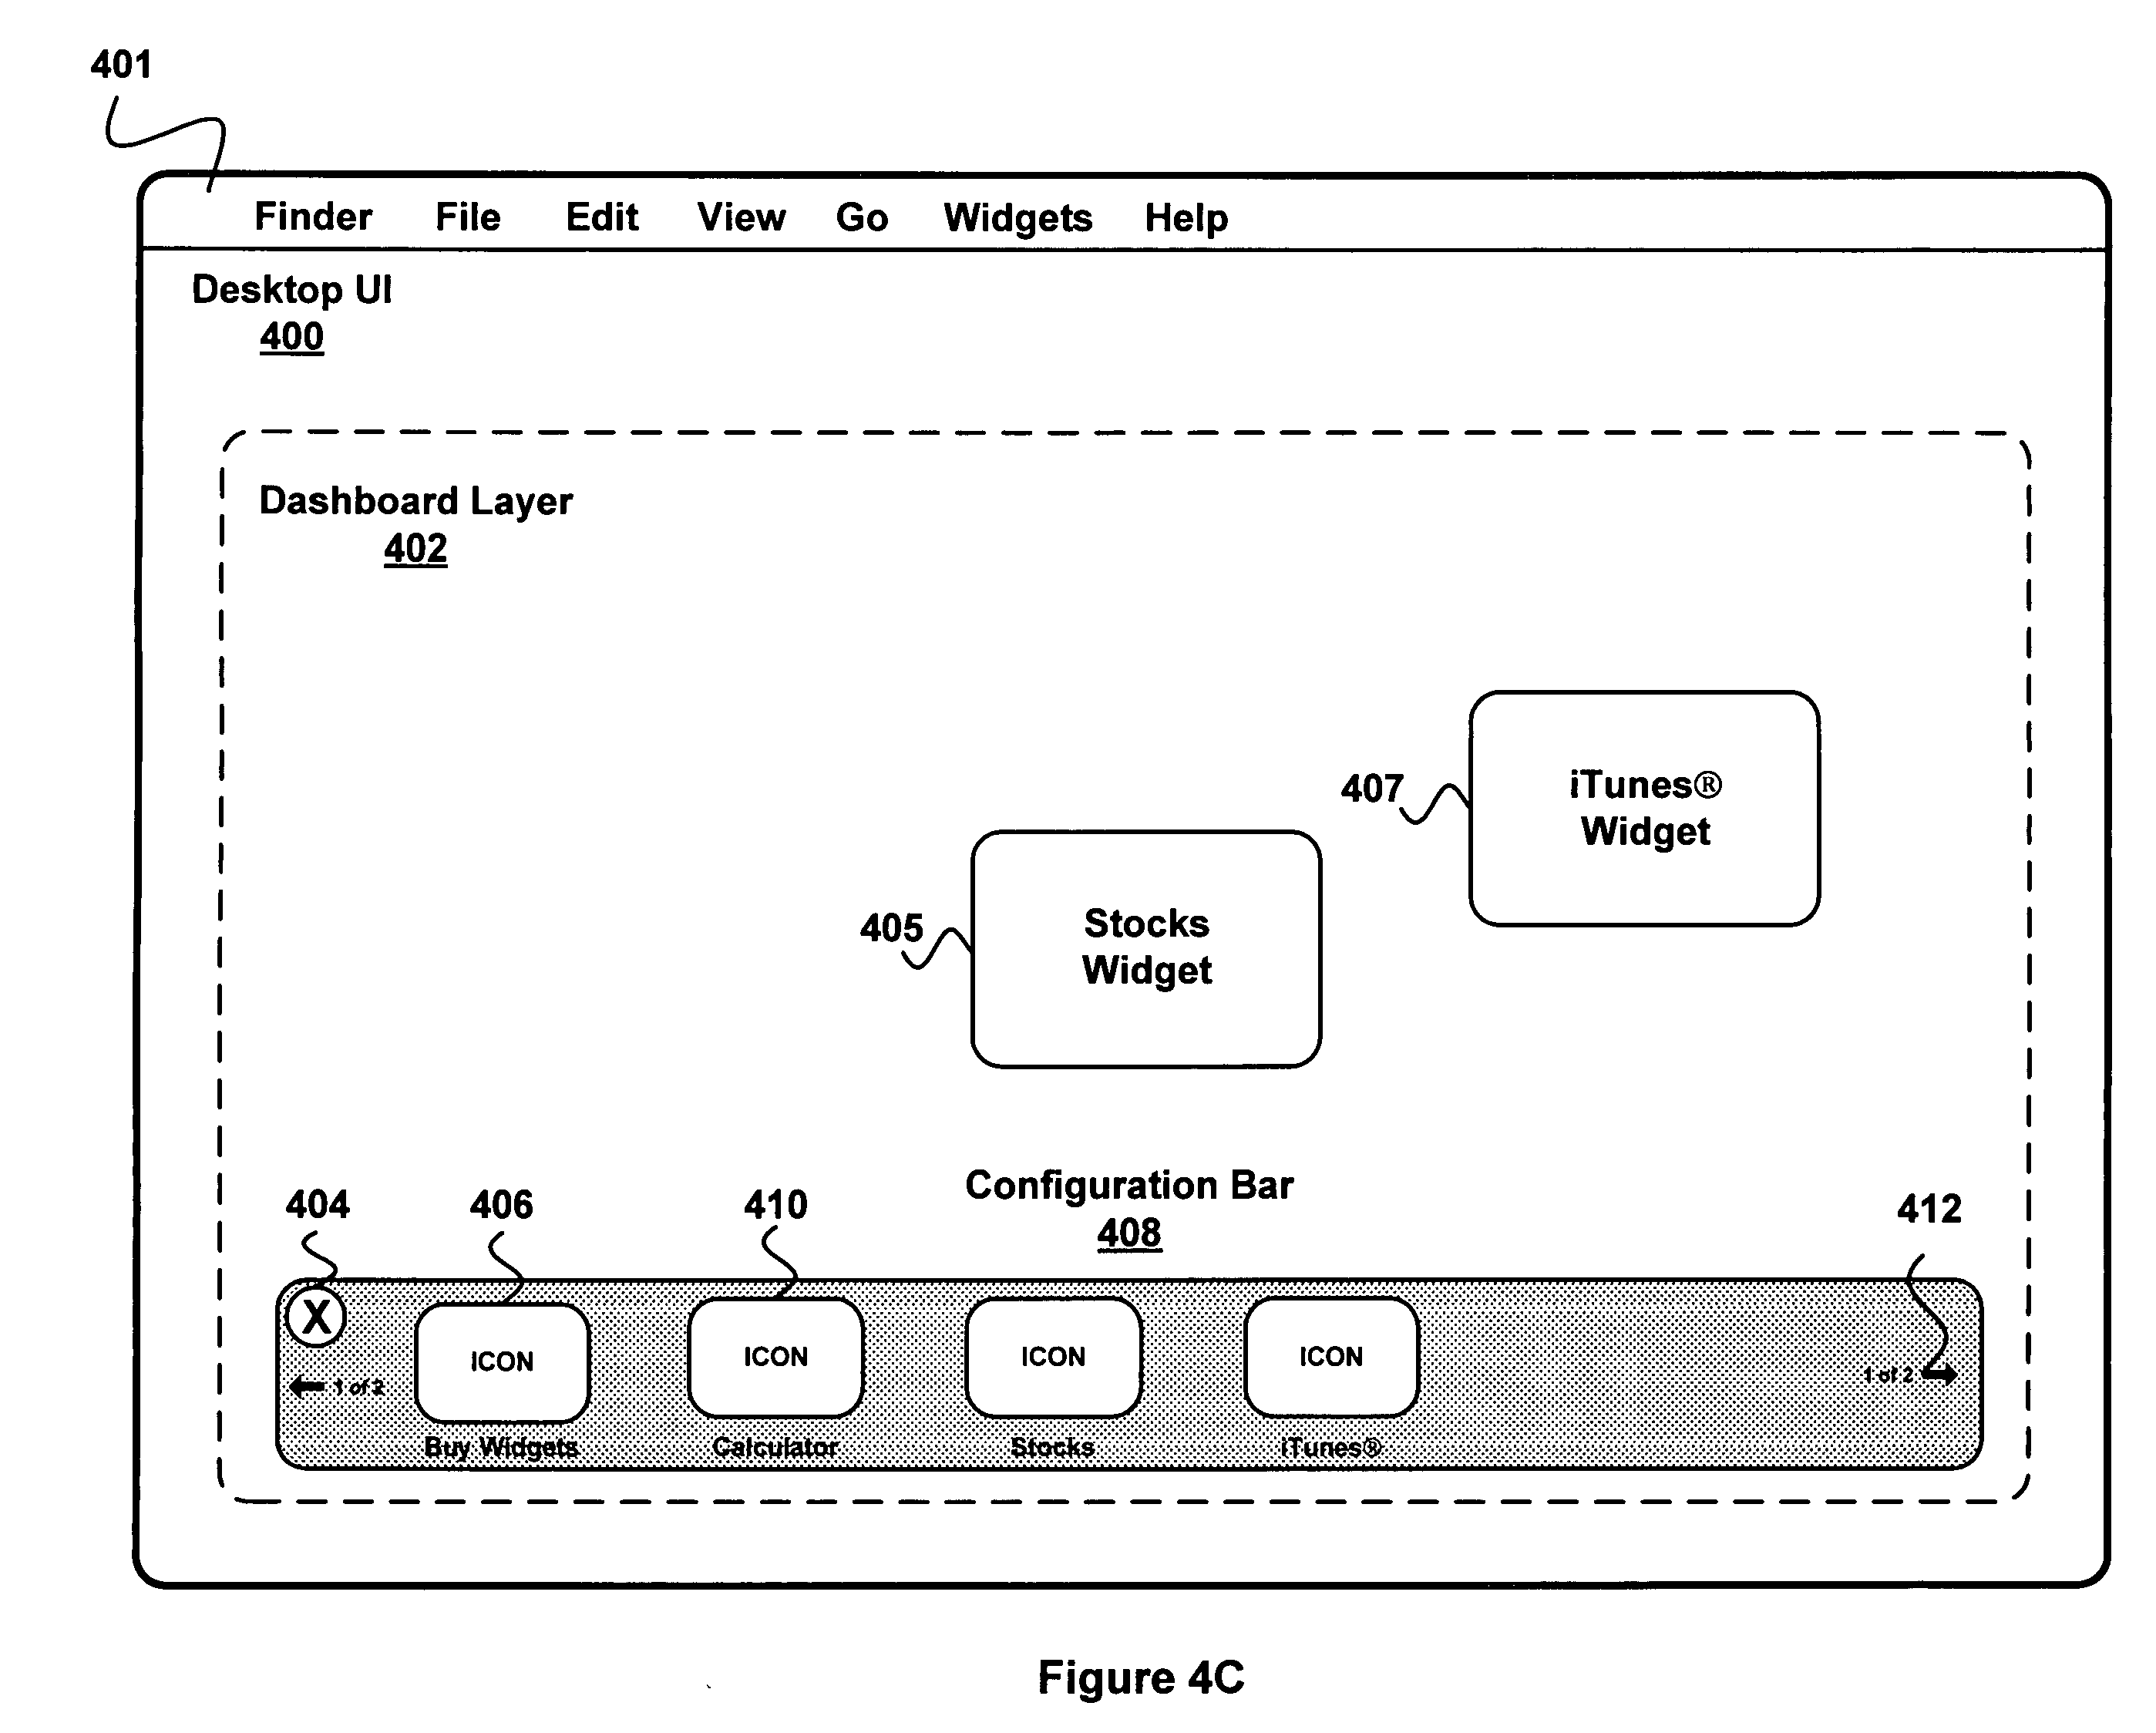 401
Finder File Edit View Go Widgets Help
Desktop UI
400
Dashboard Layer
402
407
iTunes®
Widget
405
Stocks
Widget
Configuration Bar
408
404
406
410
412
X
ICON
ICON
ICON
ICON
1 of 2
1 of 2
Buy Widgets
Calculator
Stocks
iTunes®
Figure 4C